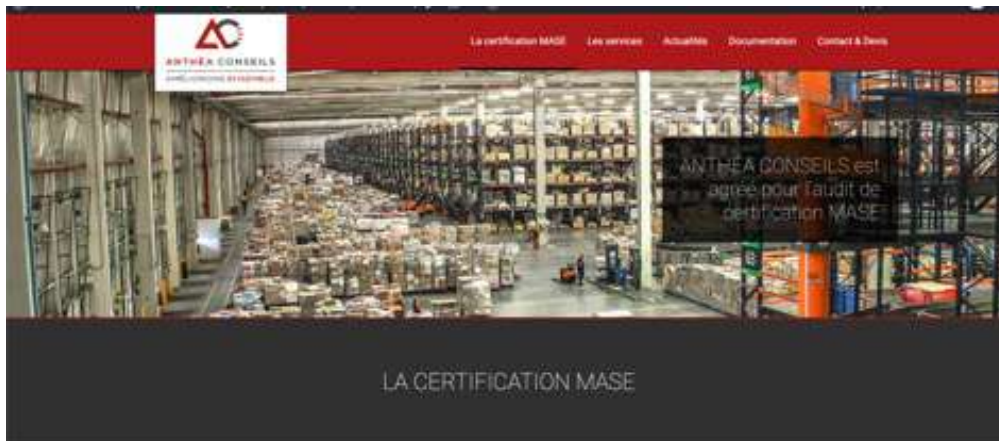 ANTHÉA CONSEILS
La certification MASE
Les services
Actualités
Documentation
Contact & Devis
ANTHEA CONSEILS est
agréé pour l'audit de
certification MASE
LA CERTIFICATION MASE